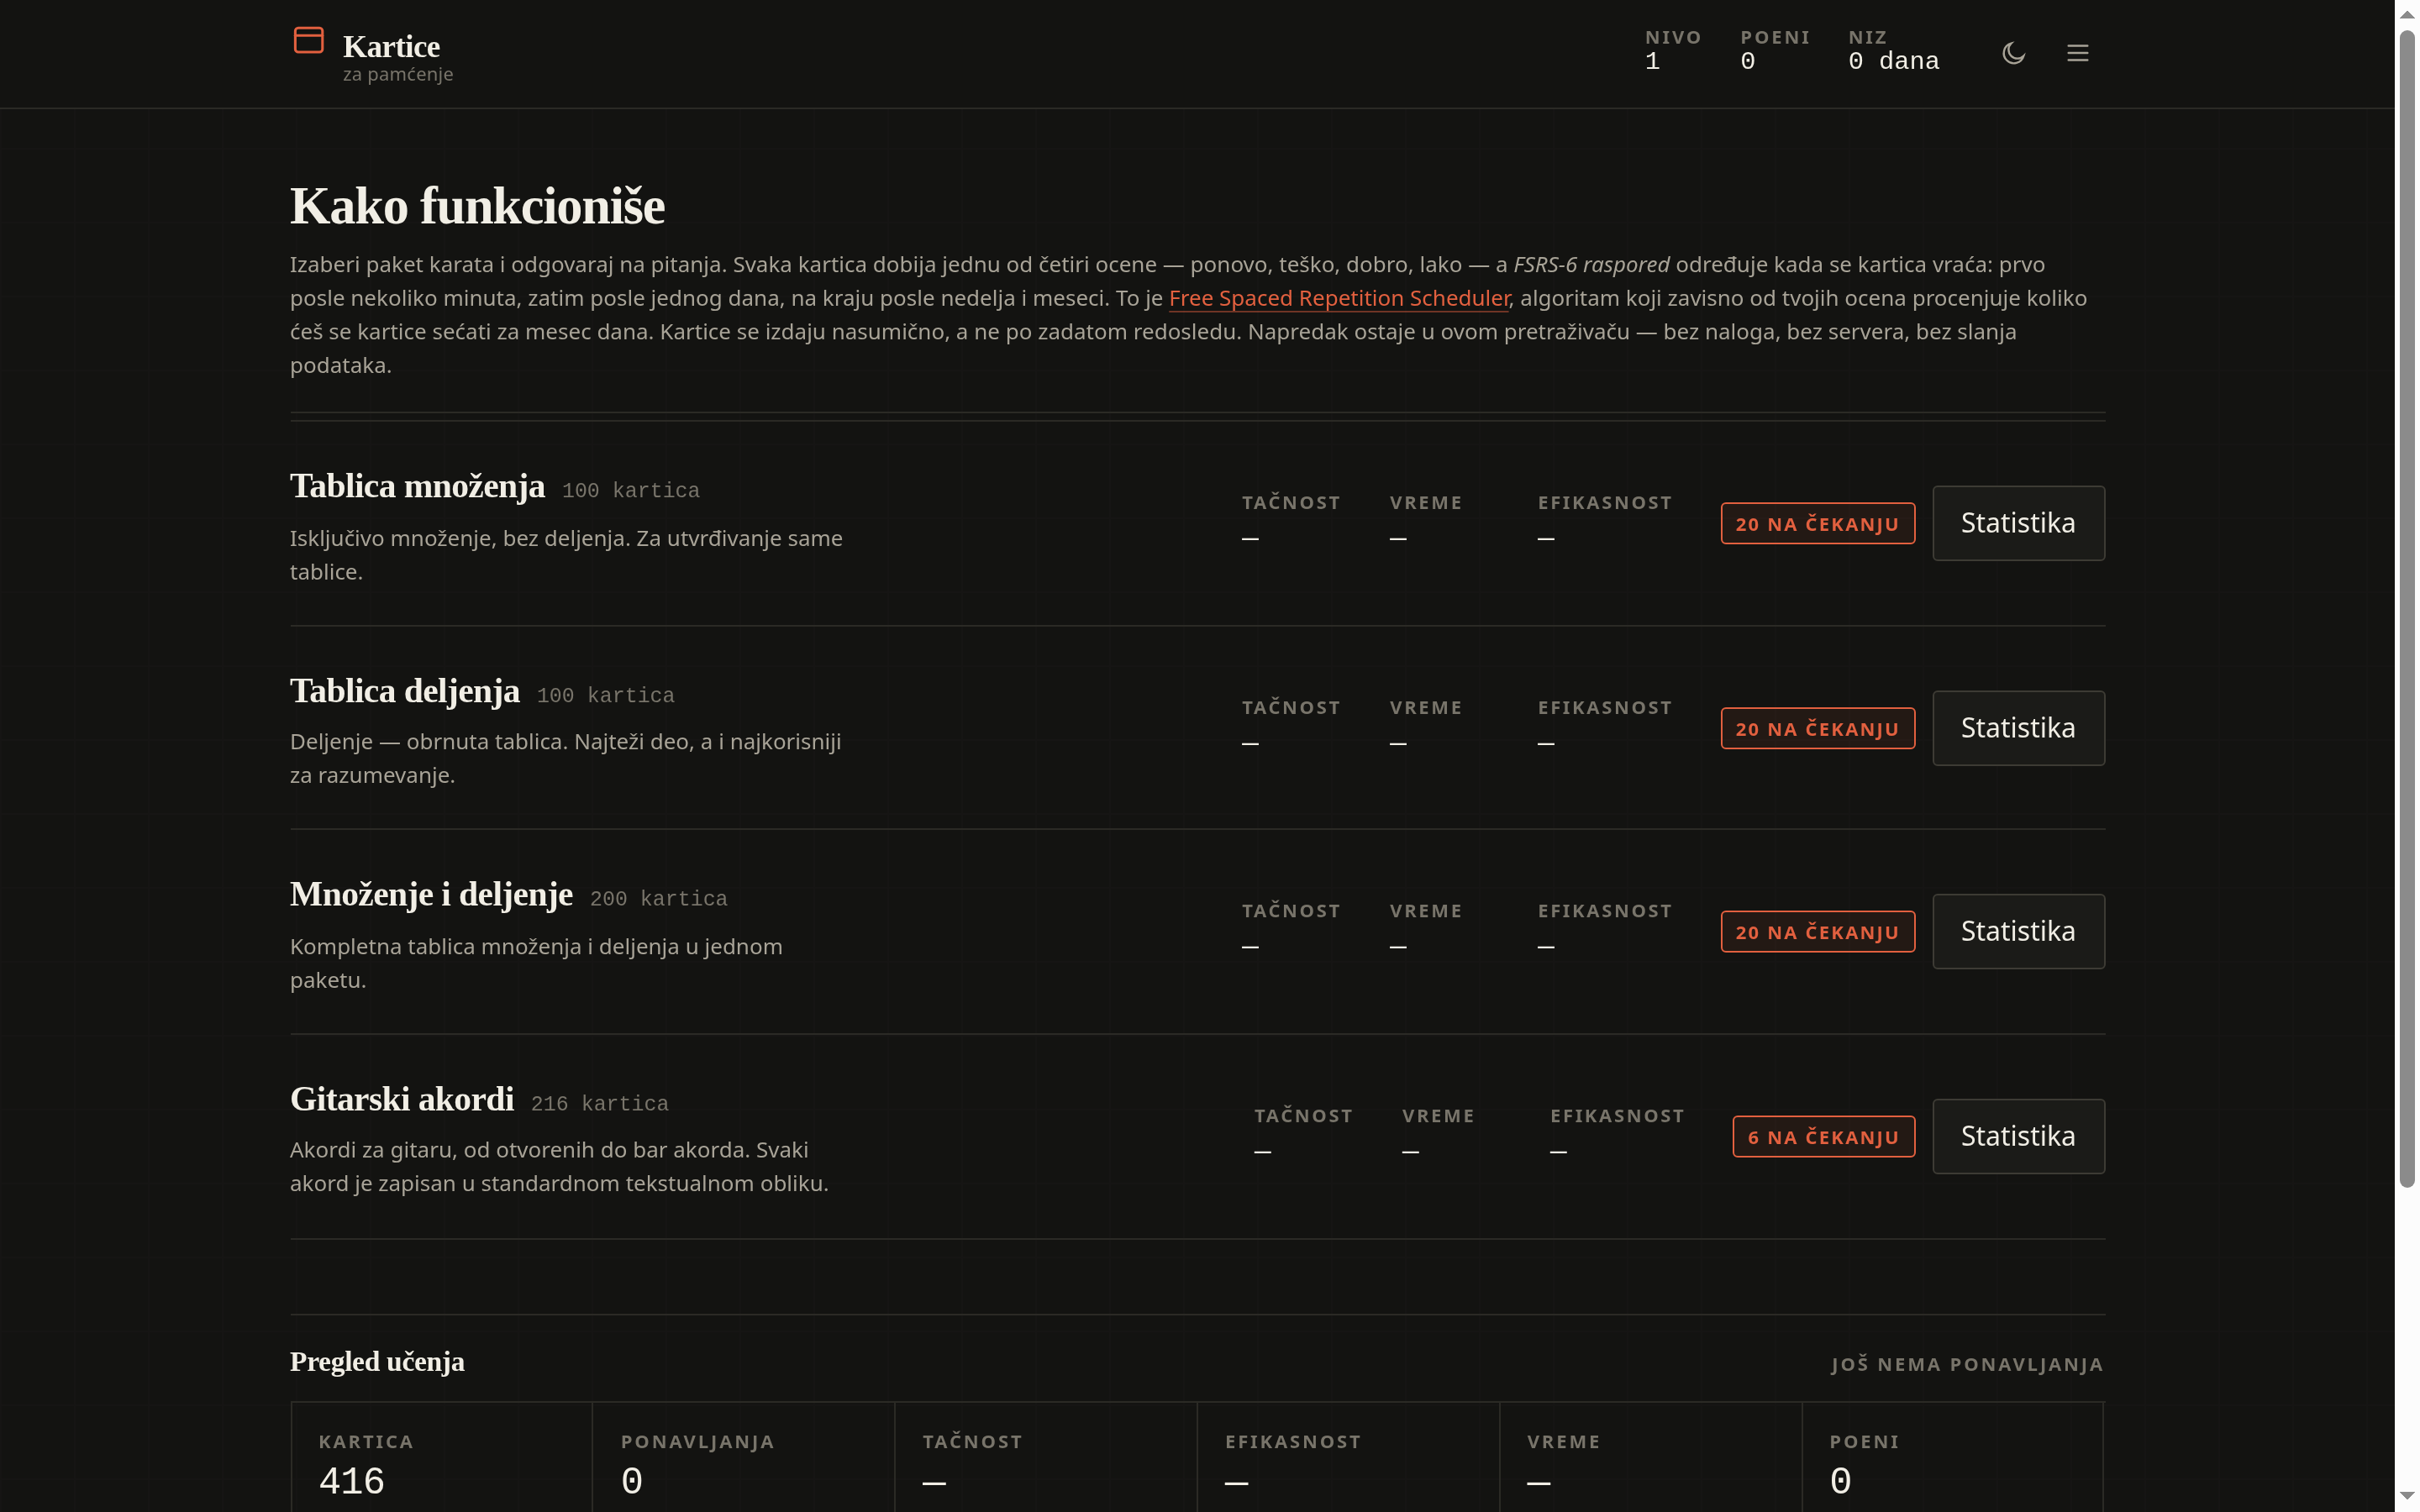 Kartice
za pamćenje
NIVO POENI NIZ
1 0 0 dana
Kako funkcioniše
Izaberi paket karata i odgovaraj na pitanja. Svaka kartica dobija jednu od četiri ocene — ponovo, teško, dobro, lako — a FSRS-6 raspored određuje kada se kartica vraća: prvo
posle nekoliko minuta, zatim posle jednog dana, na kraju posle nedelja i meseci. To je Free Spaced Repetition Scheduler, algoritam koji zavisno od tvojih ocena procenjuje koliko
ćeš se kartice sećati za mesec dana. Kartice se izdaju nasumično, a ne po zadatom redosledu. Napredak ostaje u ovom pretraživaču — bez naloga, bez servera, bez slanja
podataka.
Tablica množenja 100 kartica
Isključivo množenje, bez deljenja. Za utvrđivanje same
tablice.
TAČNOST VREME EFIKASNOST
— — —
20 NA ČEKANJU
Statistika
Tablica deljenja 100 kartica
Deljenje — obrnuta tablica. Najteži deo, a i najkorisniji
za razumevanje.
TAČNOST VREME EFIKASNOST
— — —
20 NA ČEKANJU
Statistika
Množenje i deljenje 200 kartica
Kompletna tablica množenja i deljenja u jednom
paketu.
TAČNOST VREME EFIKASNOST
— — —
20 NA ČEKANJU
Statistika
Gitarski akordi 216 kartica
Akordi za gitaru, od otvorenih do bar akorda. Svaki
akord je zapisan u standardnom tekstualnom obliku.
TAČNOST VREME EFIKASNOST
— — —
6 NA ČEKANJU
Statistika
Pregled učenja
JOŠ NEMA PONAVLJANJA
KARTICA PONAVLJANJA TAČNOST EFIKASNOST VREME POENI
416 0 — — — 0